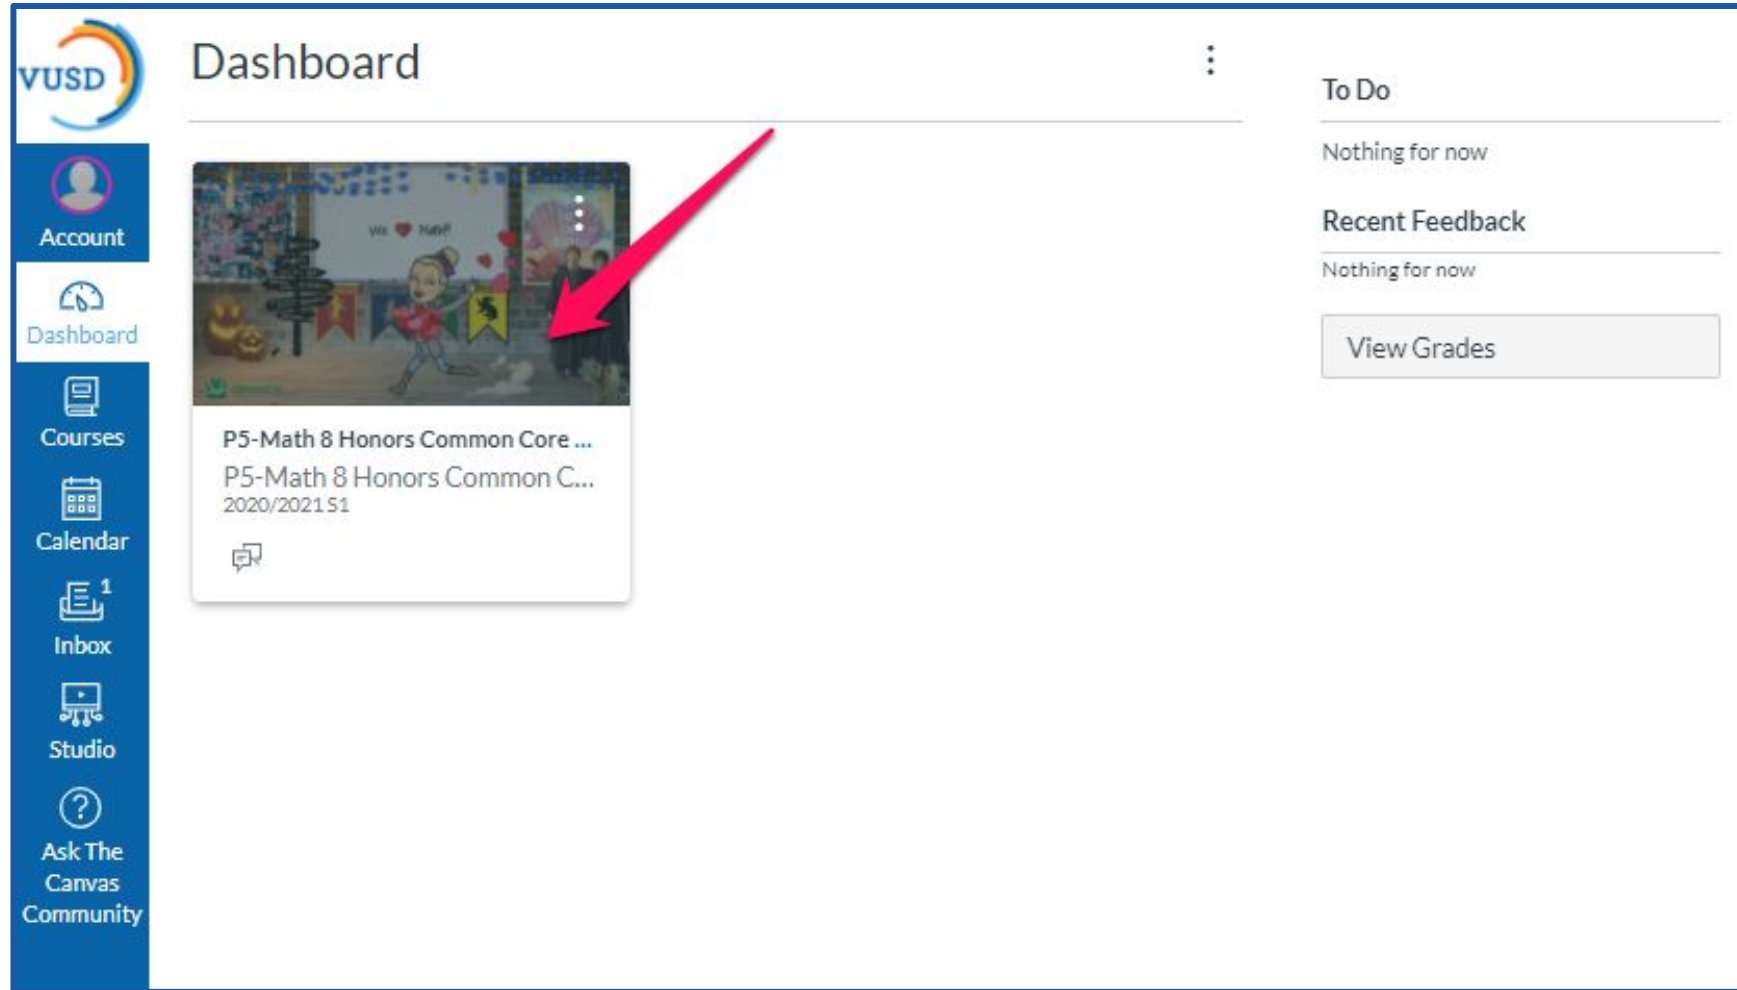 VUSD
Account
Dashboard
Courses
Calendar
1
Inbox
Studio
Ask The
Canvas
Community
Dashboard
We ❤ Math!
P5-Math 8 Honors Common Core ...
P5-Math 8 Honors Common C...
2020/2021 S1
To Do
Nothing for now
Recent Feedback
Nothing for now
View Grades